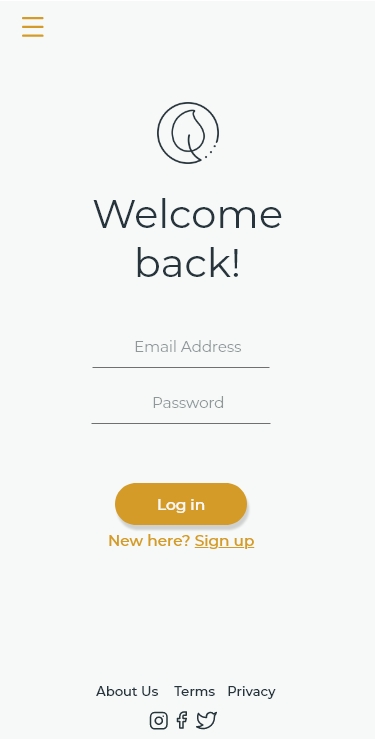 Welcome
back!
Email Address
Password
Log in
New here? Sign up
About Us Terms Privacy